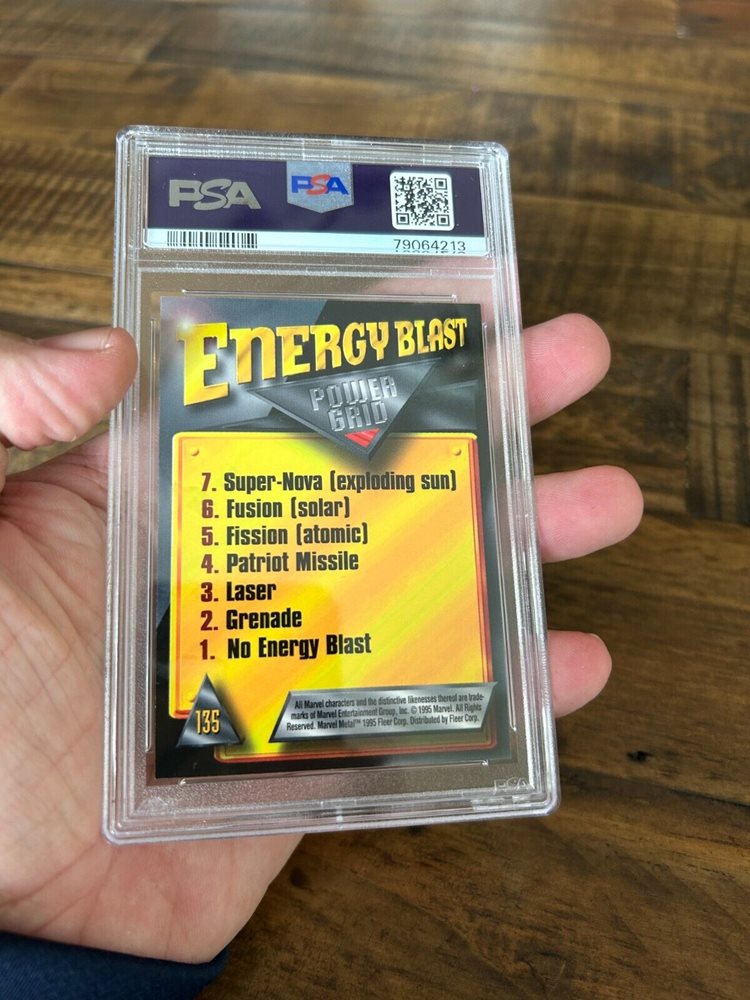 PSA PSA
79064213
ENERGY BLAST
POWER
GRID
7. Super-Nova (exploding sun)
6. Fusion (solar)
5. Fission (atomic)
4. Patriot Missile
3. Laser
2. Grenade
1. No Energy Blast
135
All Marvel characters and the distinctive likenesses thereof are trade-
marks of Marvel Entertainment Group, Inc. © 1995 Marvel. All Rights
Reserved. Marvel Metal™ 1995 Fleer Corp. Distributed by Fleer Corp.
PSA